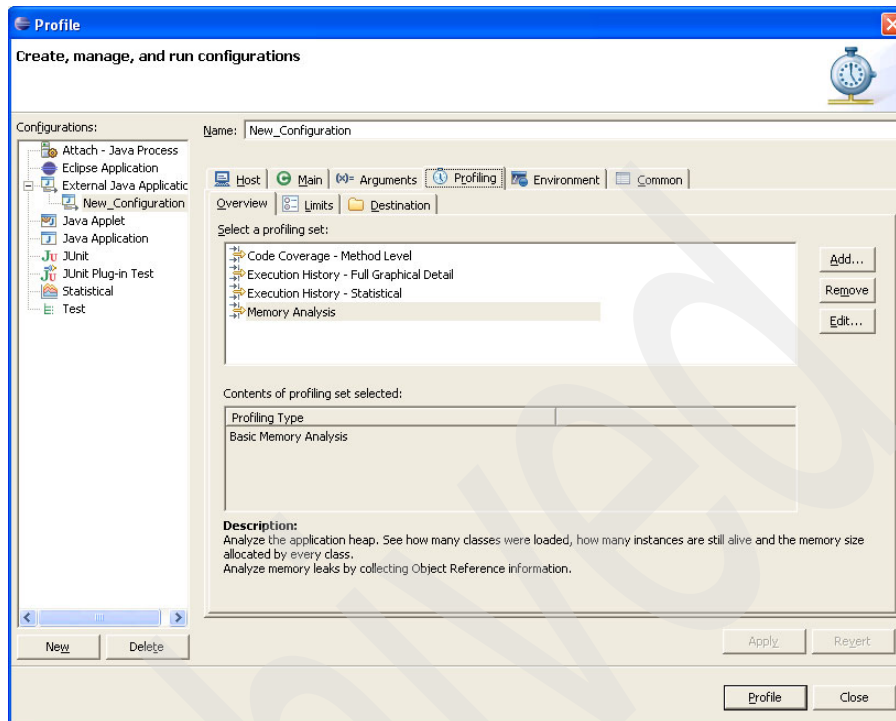 Profile
Create, manage, and run configurations
Configurations:
Attach - Java Process
Eclipse Application
External Java Applicatic
New_Configuration
Java Applet
Java Application
JUnit
JUnit Plug-in Test
Statistical
Test
New
Delete
Name: New_Configuration
Host Main (x)= Arguments Profiling Environment Common
Overview Limits Destination
Select a profiling set:
Code Coverage - Method Level
Execution History - Full Graphical Detail
Execution History - Statistical
Memory Analysis
Add...
Remove
Edit...
Contents of profiling set selected:
Profiling Type
Basic Memory Analysis
Description:
Analyze the application heap. See how many classes were loaded, how many instances are still alive and the memory size
allocated by every class.
Analyze memory leaks by collecting Object Reference information.
Apply Revert
Profile Close